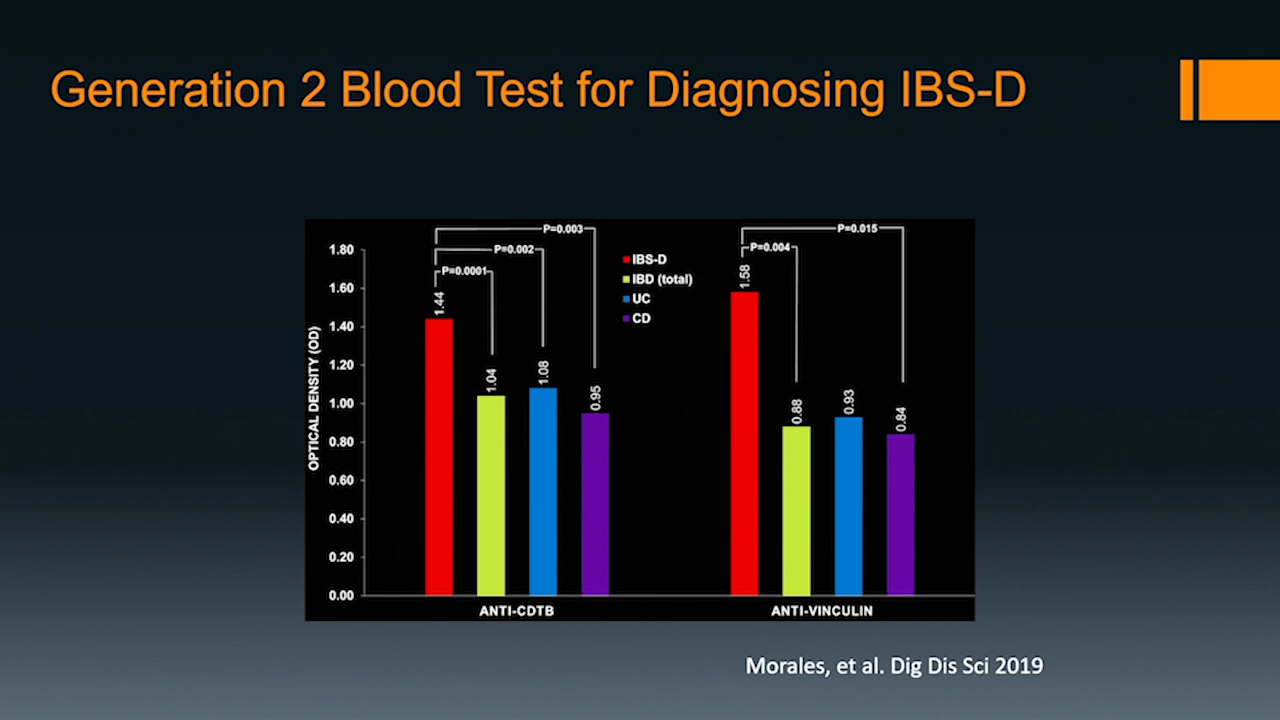 Generation 2 Blood Test for Diagnosing IBS-D
P=0.003
P=0.015
1.80
P=0.002
P=0.004
IBS-D
P=0.0001
IBD (total)
UC
CD
1.60
1.40
1.20
1.00
0.80
0.60
0.40
0.20
0.00
OPTICAL DENSITY (OD)
1.44
1.04
1.08
0.95
1.58
0.88
0.93
0.84
ANTI-CDTB
ANTI-VINCULIN
Morales, et al. Dig Dis Sci 2019